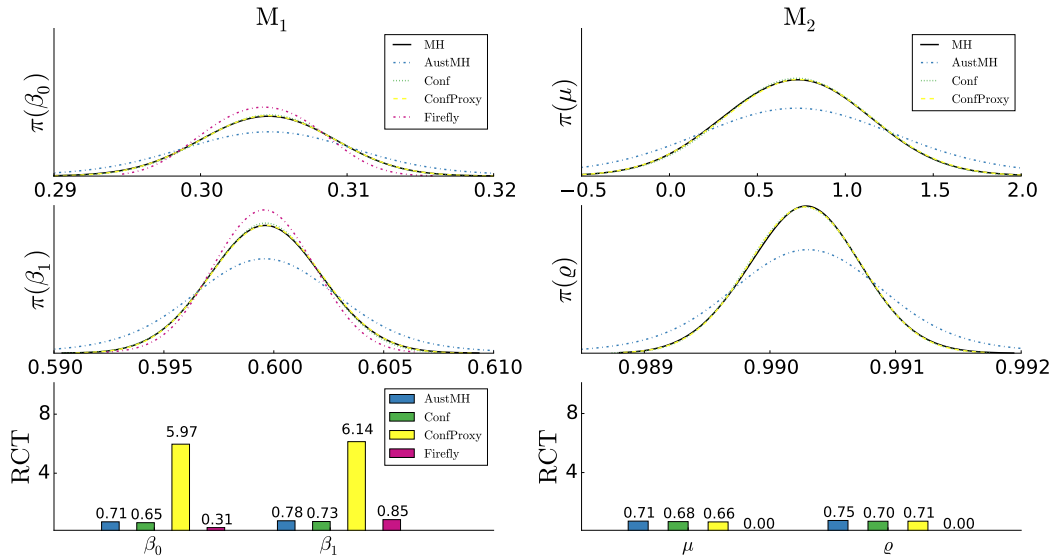 M₁
M₂
π(β₀)
MH
AustMH
Conf
ConfProxy
Firefly
0.29 0.30 0.31 0.32
π(μ)
MH
AustMH
Conf
ConfProxy
−0.5 0.0 0.5 1.0 1.5 2.0
π(β₁)
0.590 0.595 0.600 0.605 0.610
π(ϱ)
0.989 0.990 0.991 0.992
RCT
8
4
AustMH
Conf
ConfProxy
Firefly
0.71 0.65 5.97 0.31 0.78 0.73 6.14 0.85
β₀ β₁
RCT
8
4
0.71 0.68 0.66 0.00 0.75 0.70 0.71 0.00
μ ϱ